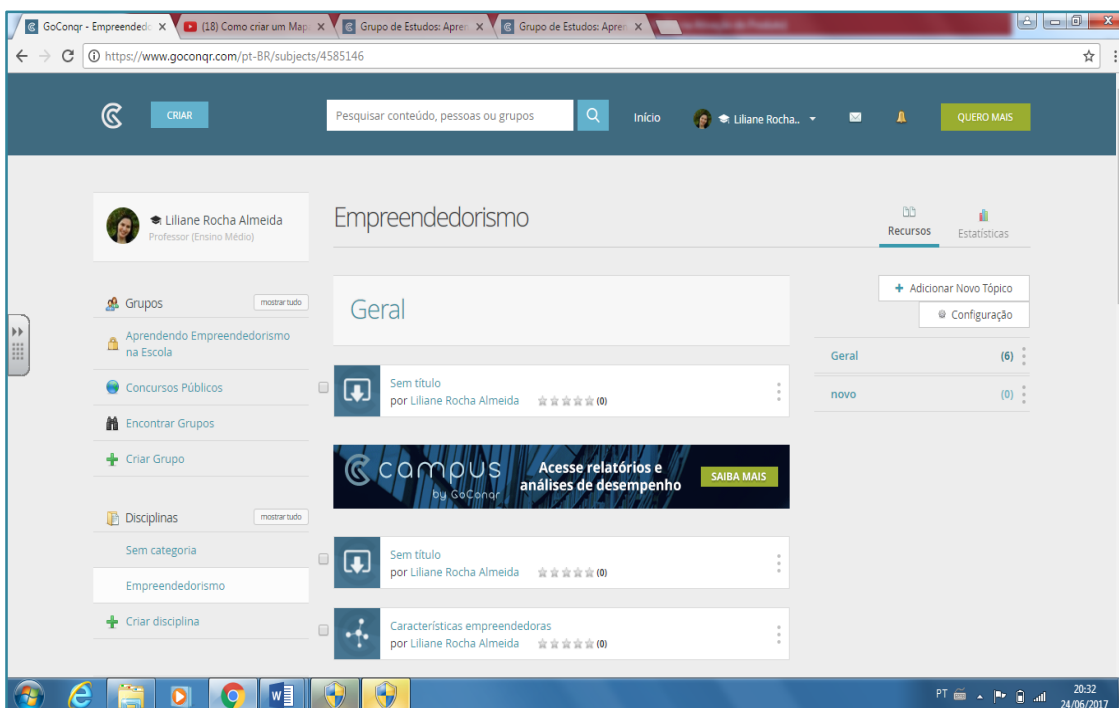 GoConqr - Empreendedo
(18) Como criar um Map
Grupo de Estudos: Apren
Grupo de Estudos: Apren
https://www.goconqr.com/pt-BR/subjects/4585146
CRIAR
Pesquisar conteúdo, pessoas ou grupos
Início
Liliane Rocha..
QUERO MAIS
Liliane Rocha Almeida
Professor (Ensino Médio)
Empreendedorismo
Recursos
Estatísticas
Grupos
mostrar tudo
Aprendendo Empreendedorismo
na Escola
Concursos Públicos
Encontrar Grupos
Criar Grupo
Disciplinas
mostrar tudo
Sem categoria
Empreendedorismo
Criar disciplina
Geral
Sem título
por Liliane Rocha Almeida (0)
campus
by GoConqr
Acesse relatórios e
análises de desempenho
SAIBA MAIS
Sem título
por Liliane Rocha Almeida (0)
Características empreendedoras
por Liliane Rocha Almeida (0)
+ Adicionar Novo Tópico
Configuração
Geral (6)
novo (0)
PT
20:32
24/06/2017